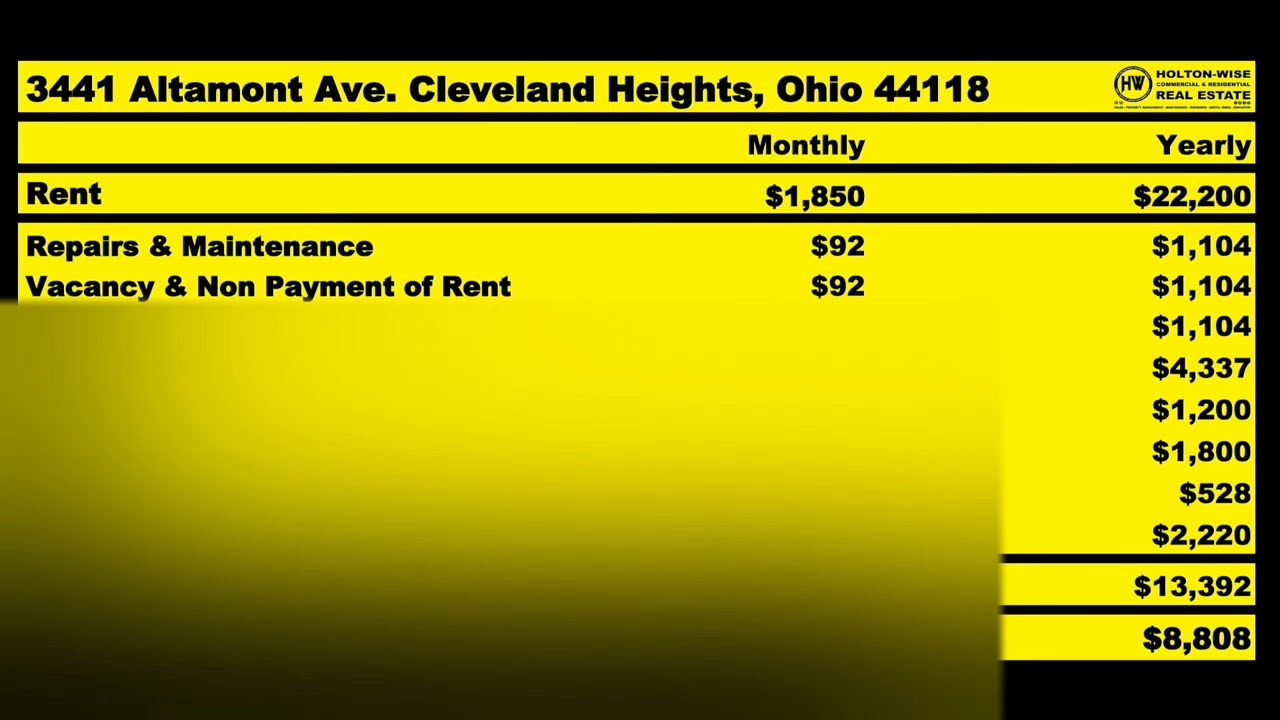 3441 Altamont Ave. Cleveland Heights, Ohio 44118
HW
HOLTON-WISE
COMMERCIAL & RESIDENTIAL
REAL ESTATE
Monthly Yearly
Rent $1,850 $22,200
Repairs & Maintenance $92 $1,104
Vacancy & Non Payment of Rent $92 $1,104
$1,104
$4,337
$1,200
$1,800
$528
$2,220
$13,392
$8,808